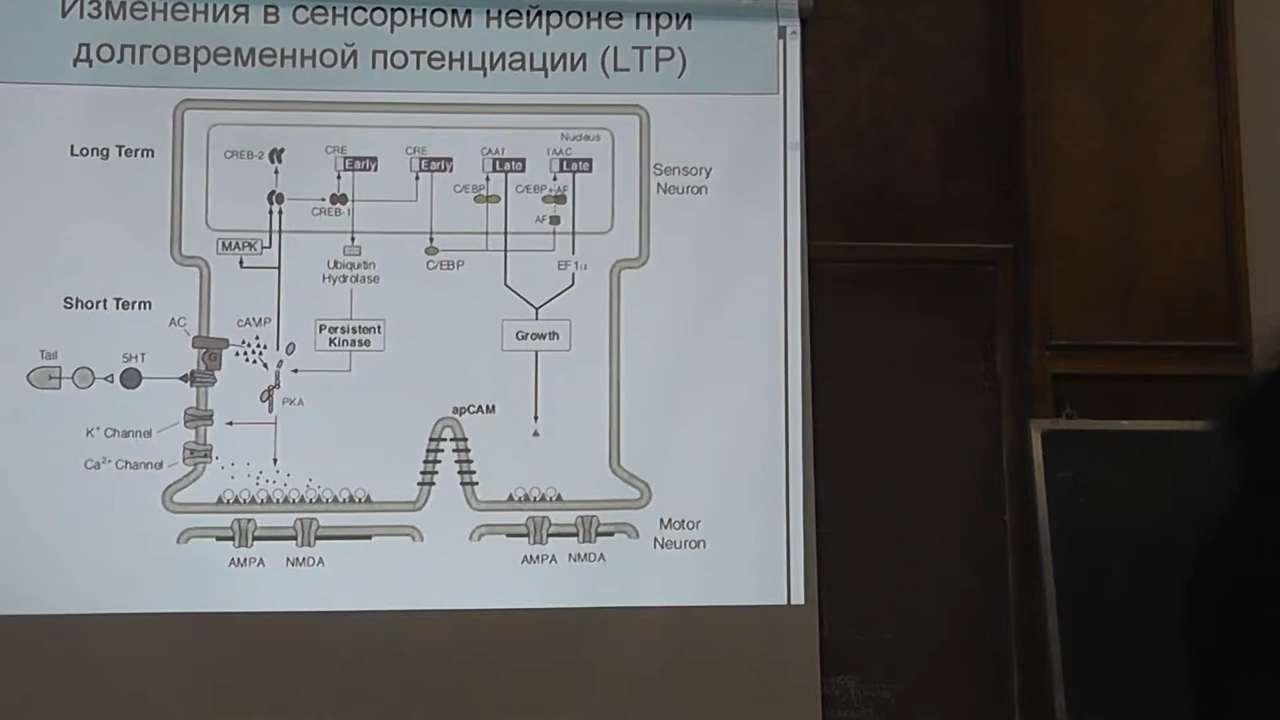 Изменения в сенсорном нейроне при
долговременной потенциации (LTP)
Nucleus
Long Term
CREB-2
CRE
Early
CRE
Early
CAAT
Late
TAAC
Late
Sensory
Neuron
C/EBP
C/EBP+AF
CREB-1
AF
MAPK
Ubiquitin
Hydrolase
C/EBP
EF1α
Short Term
AC
cAMP
Persistent
Kinase
Growth
Tail
5HT
G
PKA
apCAM
K+ Channel
Ca2+ Channel
Motor
Neuron
AMPA
NMDA
AMPA
NMDA